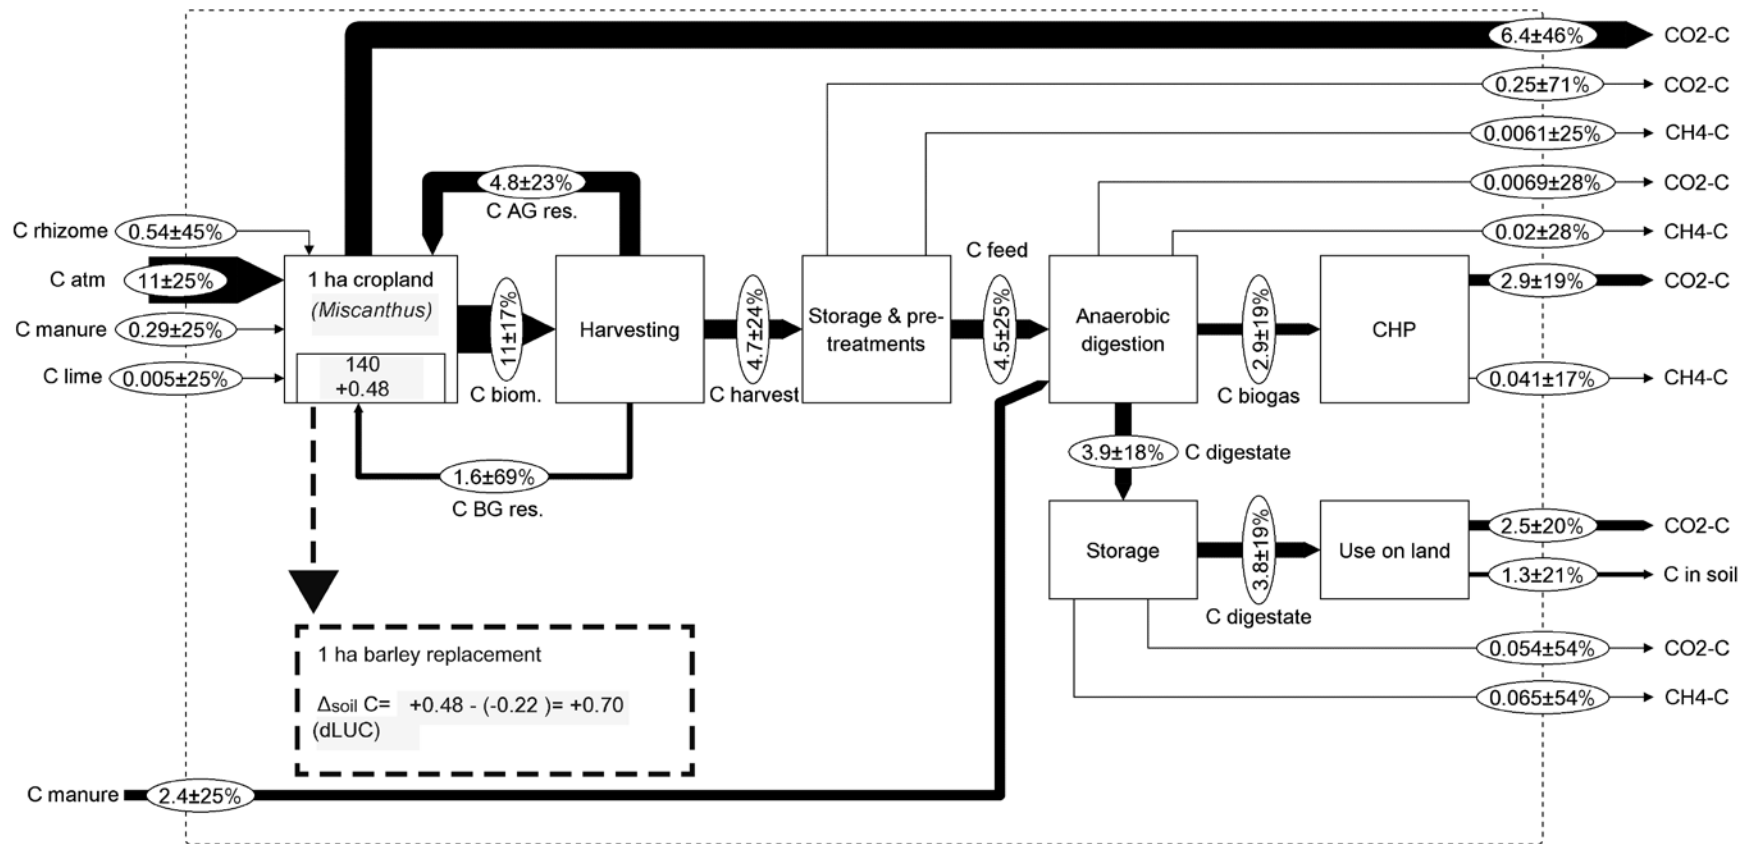 6.4±46% CO2-C
0.25±71% CO2-C
0.0061±25% CH4-C
4.8±23%
0.0069±28% CO2-C
C AG res.
C rhizome 0.54±45%
0.02±28% CH4-C
C feed
C atm 11±25%
1 ha cropland
(Miscanthus)
2.9±19% CO2-C
C manure 0.29±25%
11±17%
Harvesting
4.7±24%
Storage & pre-
treatments
4.5±25%
Anaerobic
digestion
2.9±19%
CHP
C lime 0.005±25%
140
+0.48
C biom.
C harvest
C biogas
0.041±17% CH4-C
3.9±18% C digestate
1.6±69%
C BG res.
Storage
3.8±19%
Use on land
2.5±20% CO2-C
1.3±21% C in soil
C digestate
0.054±54% CO2-C
0.065±54% CH4-C
1 ha barley replacement
Δsoil C= +0.48 - (-0.22 )= +0.70
(dLUC)
C manure 2.4±25%